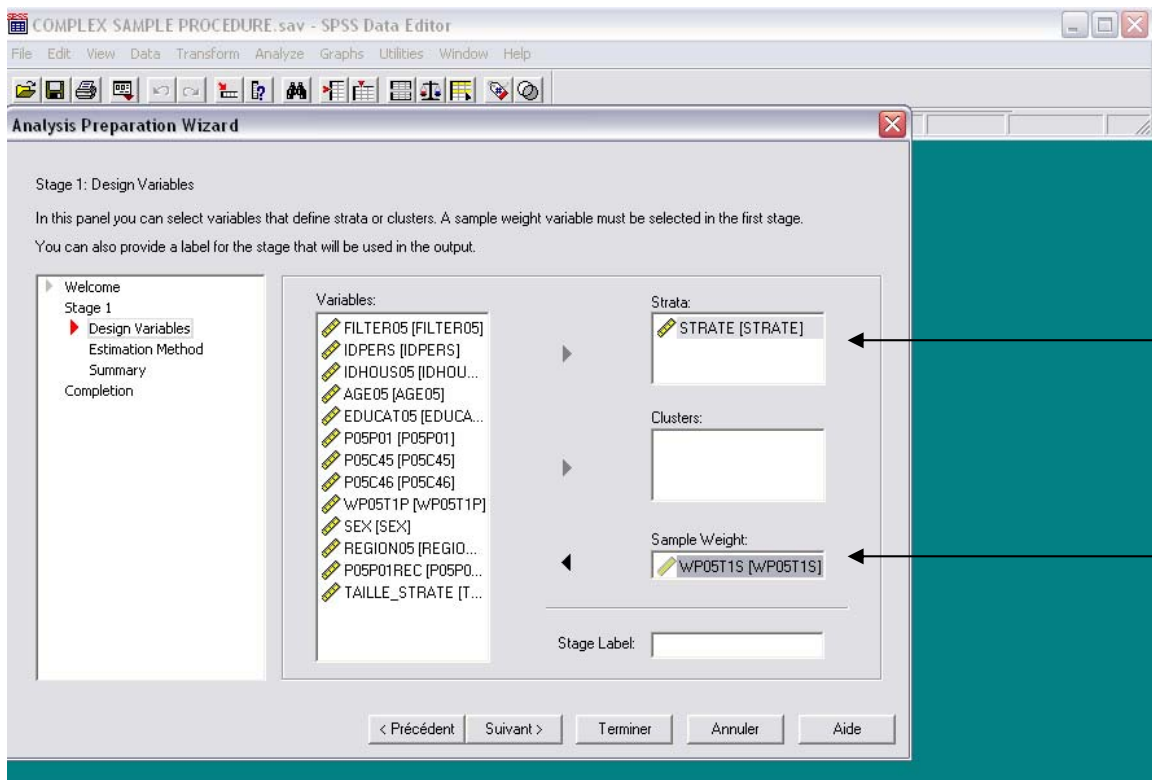 COMPLEX SAMPLE PROCEDURE.sav - SPSS Data Editor
File Edit View Data Transform Analyze Graphs Utilities Window Help
Analysis Preparation Wizard
Stage 1: Design Variables
In this panel you can select variables that define strata or clusters. A sample weight variable must be selected in the first stage.
You can also provide a label for the stage that will be used in the output.
Welcome
Stage 1
Design Variables
Estimation Method
Summary
Completion
Variables:
FILTER05 [FILTER05]
IDPERS [IDPERS]
IDHOUS05 [IDHOU...
AGE05 [AGE05]
EDUCAT05 [EDUCA...
P05P01 [P05P01]
P05C45 [P05C45]
P05C46 [P05C46]
WP05T1P [WP05T1P]
SEX [SEX]
REGION05 [REGIO...
P05P01REC [P05P0...
TAILLE_STRATE [T...
Strata:
STRATE [STRATE]
Clusters:
Sample Weight:
WP05T1S [WP05T1S]
Stage Label:
< Précédent Suivant > Terminer Annuler Aide